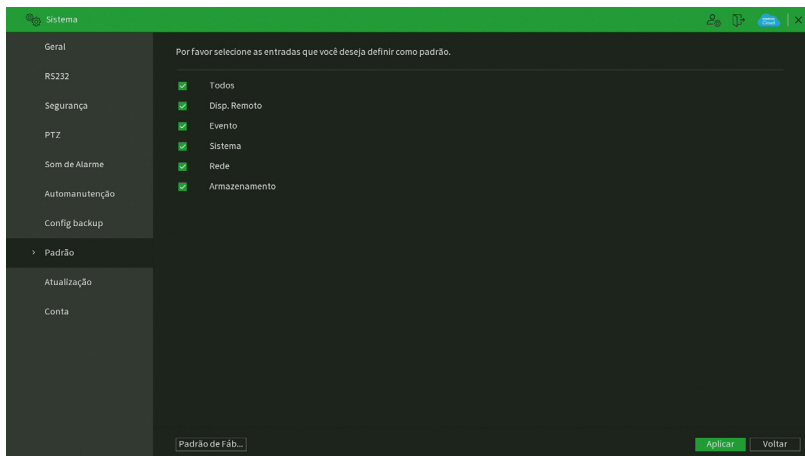 Sistema
Geral
RS232
Segurança
PTZ
Som de Alarme
Automanutenção
Config backup
Padrão
Atualização
Conta
Por favor selecione as entradas que você deseja definir como padrão.
Todos
Disp. Remoto
Evento
Sistema
Rede
Armazenamento
Padrão de Fáb...
Aplicar
Voltar